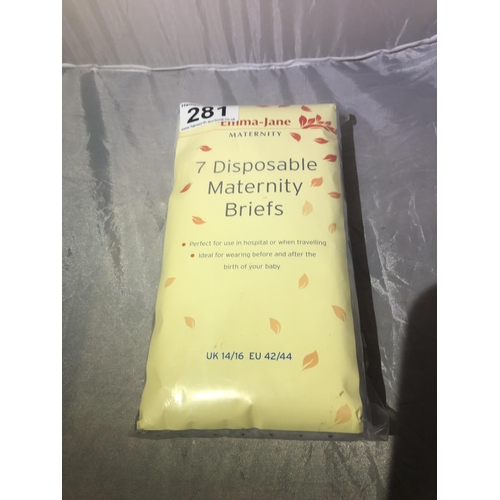 281
Emma-Jane
MATERNITY
7 Disposable
Maternity
Briefs
• Perfect for use in hospital or when travelling
• Ideal for wearing before and after the
birth of your baby
UK 14/16 EU 42/44